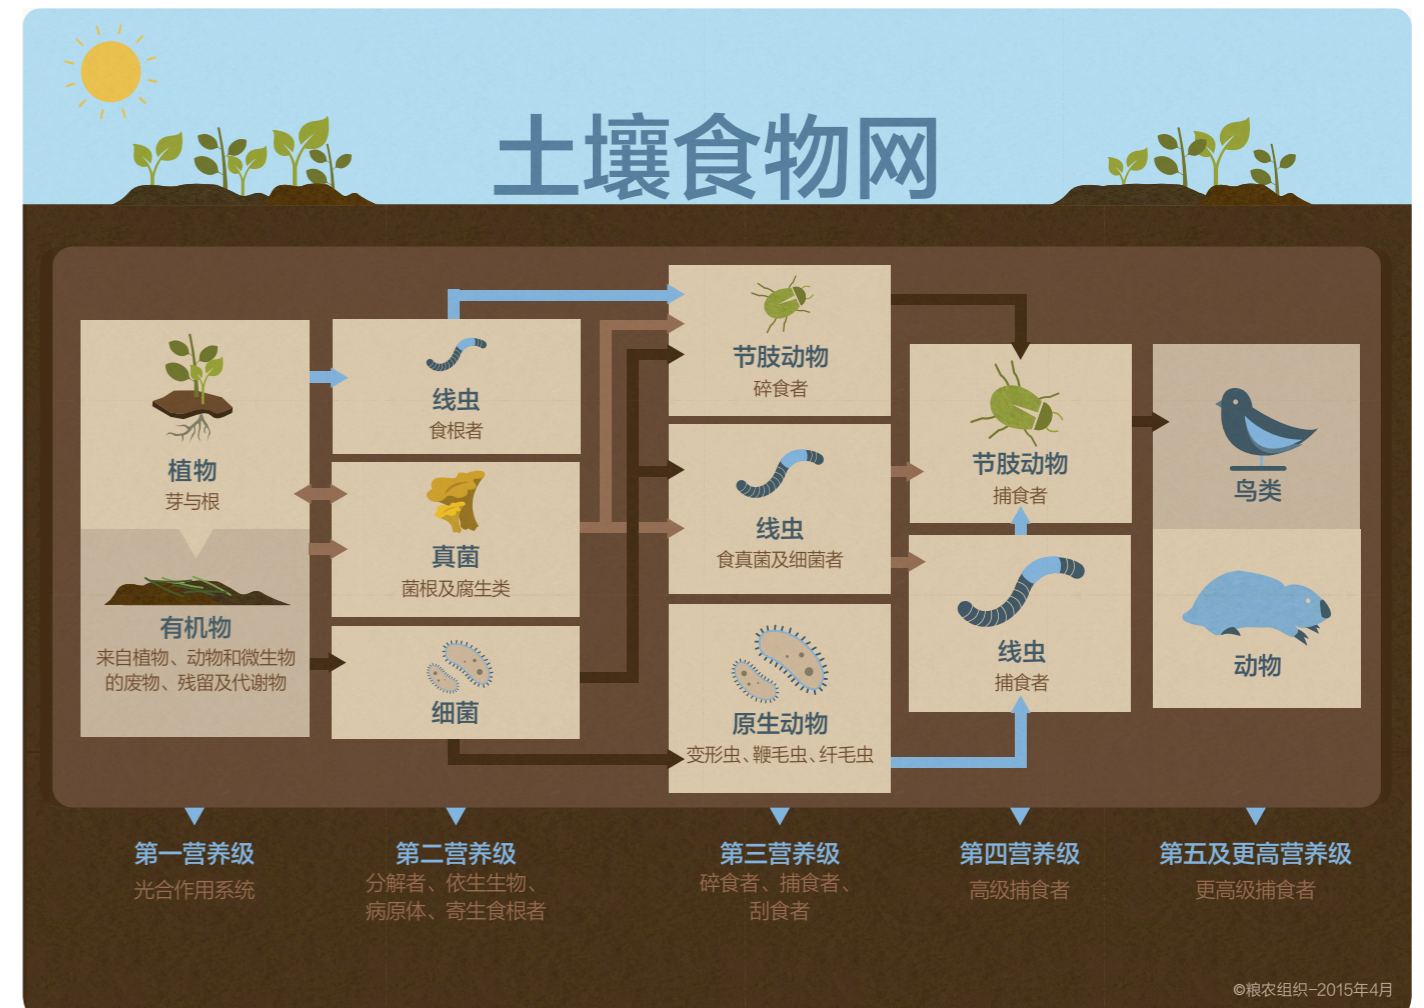 土壤食物网
植物
芽与根
有机物
来自植物、动物和微生物
的废物、残留及代谢物
线虫
食根者
真菌
菌根及腐生类
细菌
节肢动物
碎食者
线虫
食真菌及细菌者
原生动物
变形虫、鞭毛虫、纤毛虫
节肢动物
捕食者
线虫
捕食者
鸟类
动物
第一营养级
光合作用系统
第二营养级
分解者、依生生物、
病原体、寄生食根者
第三营养级
碎食者、捕食者、
刮食者
第四营养级
高级捕食者
第五及更高营养级
更高级捕食者
©粮农组织-2015年4月